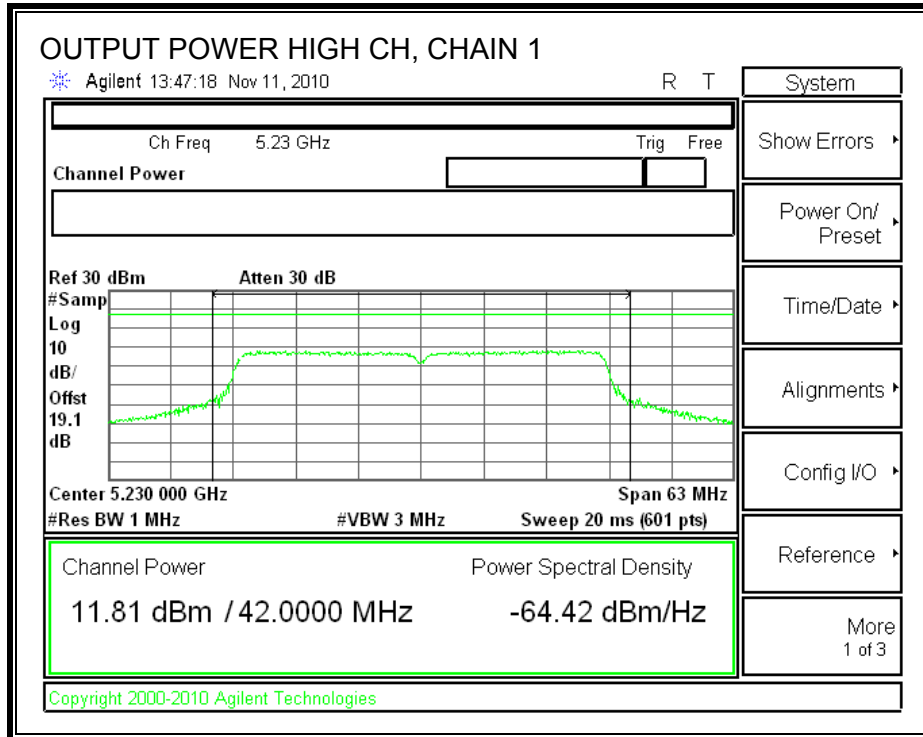 OUTPUT POWER HIGH CH, CHAIN 1
Agilent 13:47:18 Nov 11, 2010 R T
System
Ch Freq 5.23 GHz Trig Free
Channel Power
Show Errors
Power On/
Preset
Time/Date
Alignments
Config I/O
Reference
More
1 of 3
Ref 30 dBm Atten 30 dB
#Samp
Log
10
dB/
Offst
19.1
dB
Center 5.230 000 GHz Span 63 MHz
#Res BW 1 MHz #VBW 3 MHz Sweep 20 ms (601 pts)
Channel Power Power Spectral Density
11.81 dBm / 42.0000 MHz -64.42 dBm/Hz
Copyright 2000-2010 Agilent Technologies